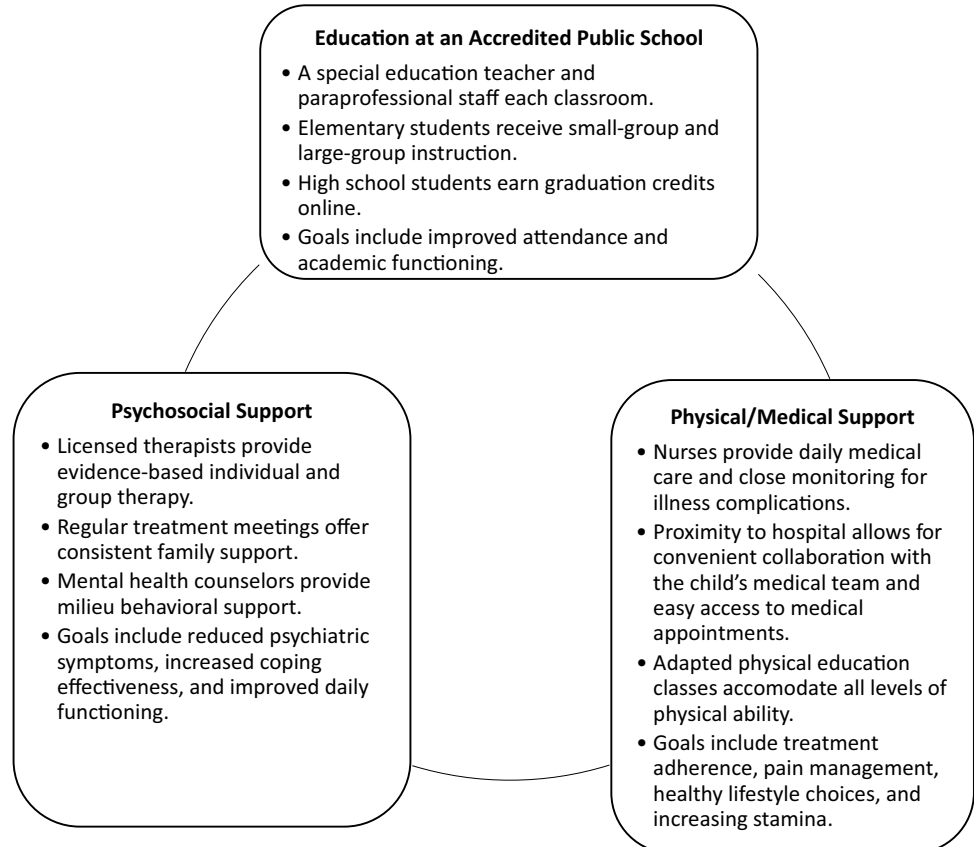 Education at an Accredited Public School
• A special education teacher and
paraprofessional staff each classroom.
• Elementary students receive small-group and
large-group instruction.
• High school students earn graduation credits
online.
• Goals include improved attendance and
academic functioning.
Psychosocial Support
• Licensed therapists provide
evidence-based individual and
group therapy.
• Regular treatment meetings offer
consistent family support.
• Mental health counselors provide
milieu behavioral support.
• Goals include reduced psychiatric
symptoms, increased coping
effectiveness, and improved daily
functioning.
Physical/Medical Support
• Nurses provide daily medical
care and close monitoring for
illness complications.
• Proximity to hospital allows for
convenient collaboration with
the child’s medical team and
easy access to medical
appointments.
• Adapted physical education
classes accomodate all levels of
physical ability.
• Goals include treatment
adherence, pain management,
healthy lifestyle choices, and
increasing stamina.